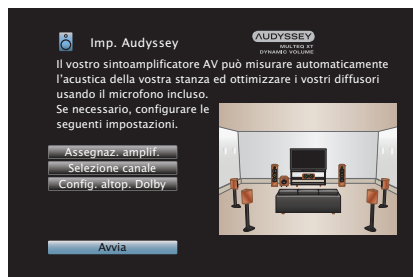 Imp. Audyssey
AUDYSSEY
MULTEQ XT
DYNAMIC VOLUME
Il vostro sintoamplificatore AV può misurare automaticamente
l'acustica della vostra stanza ed ottimizzare i vostri diffusori
usando il microfono incluso.
Se necessario, configurare le
seguenti impostazioni.
Assegnaz. amplif.
Selezione canale
Config. altop. Dolby
Avvia